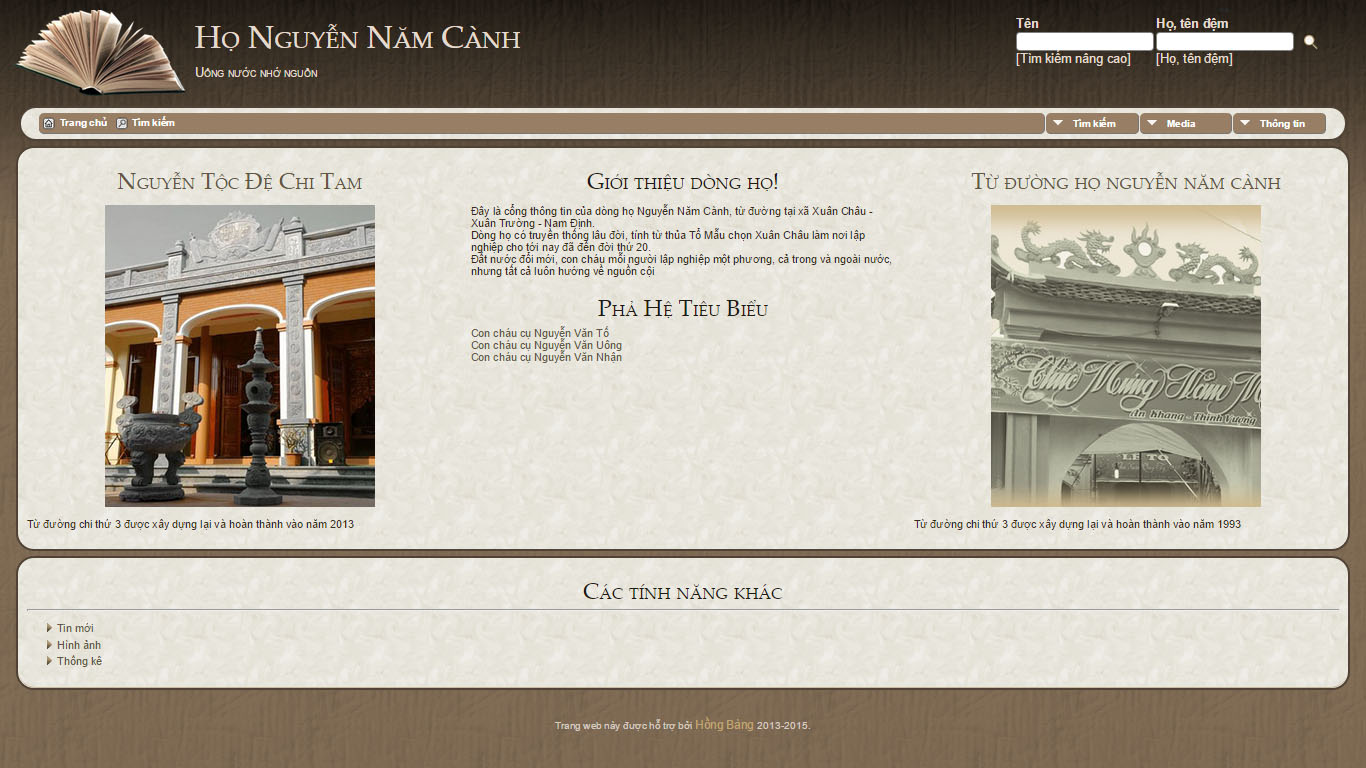 Họ Nguyễn Năm Cành
Uống nước nhớ nguồn
Tên
Họ, tên đệm
[Tìm kiếm nâng cao]
[Họ, tên đệm]
Trang chủ
Tìm kiếm
Tìm kiếm
Media
Thông tin
Nguyễn Tộc Đệ Chi Tam
Từ đường chi thứ 3 được xây dựng lại và hoàn thành vào năm 2013
Giới thiệu dòng họ!
Đây là cổng thông tin của dòng họ Nguyễn Năm Cành, từ đường tại xã Xuân Châu -
Xuân Trường - Nam Định.
Dòng họ có truyền thống lâu đời, tính từ thủa Tổ Mẫu chọn Xuân Châu làm nơi lập
nghiệp cho tới nay đã đến đời thứ 20.
Đất nước đổi mới, con cháu mỗi người lập nghiệp một phương, cả trong và ngoài nước,
nhưng tất cả luôn hướng về nguồn cội
Phả Hệ Tiêu Biểu
Con cháu cụ Nguyễn Văn Tố
Con cháu cụ Nguyễn Văn Uông
Con cháu cụ Nguyễn Văn Nhận
Từ đường họ nguyễn năm cành
Chúc Mừng Năm M
An Khang - Thịnh Vượng
LỄ TỔ
Từ đường chi thứ 3 được xây dựng lại và hoàn thành vào năm 1993
Các tính năng khác
Tin mới
Hình ảnh
Thống kê
Trang web này được hỗ trợ bởi Hồng Bàng 2013-2015.